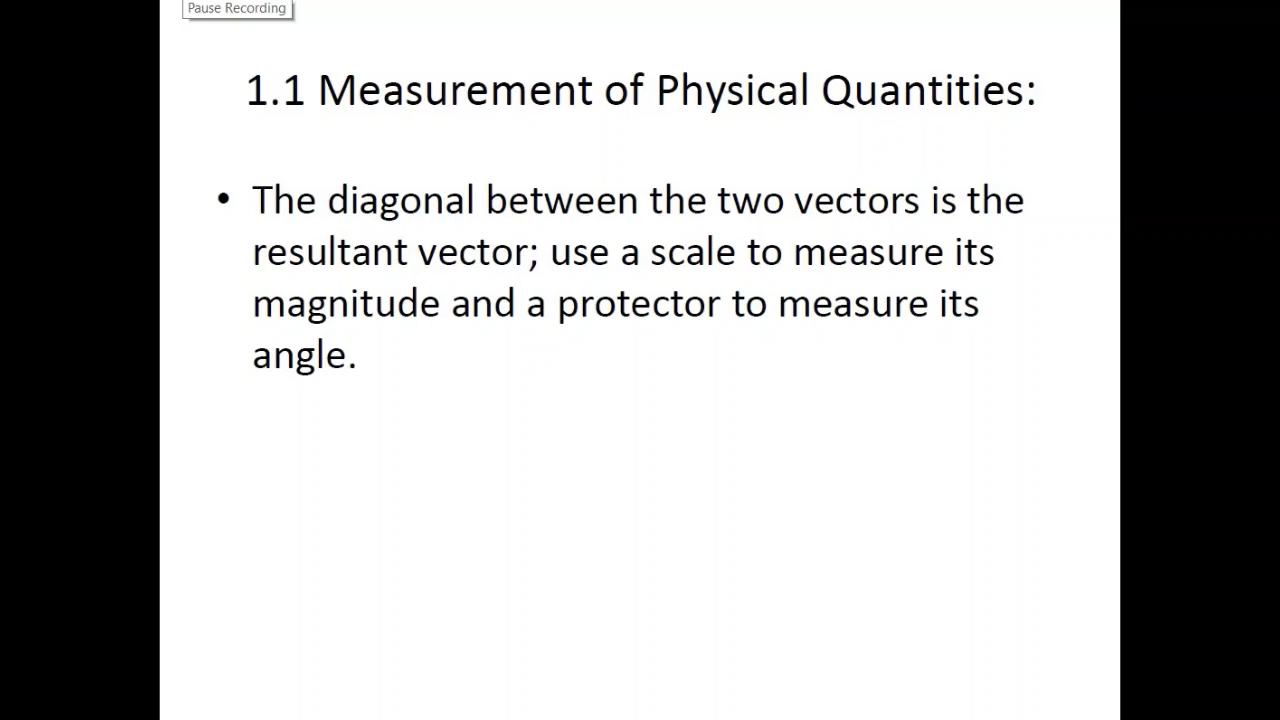 Pause Recording
1.1 Measurement of Physical Quantities:
• The diagonal between the two vectors is the
resultant vector; use a scale to measure its
magnitude and a protector to measure its
angle.